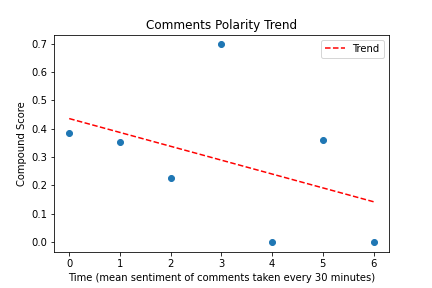 Comments Polarity Trend
Trend
Compound Score
0.7
0.6
0.5
0.4
0.3
0.2
0.1
0.0
0 1 2 3 4 5 6
Time (mean sentiment of comments taken every 30 minutes)